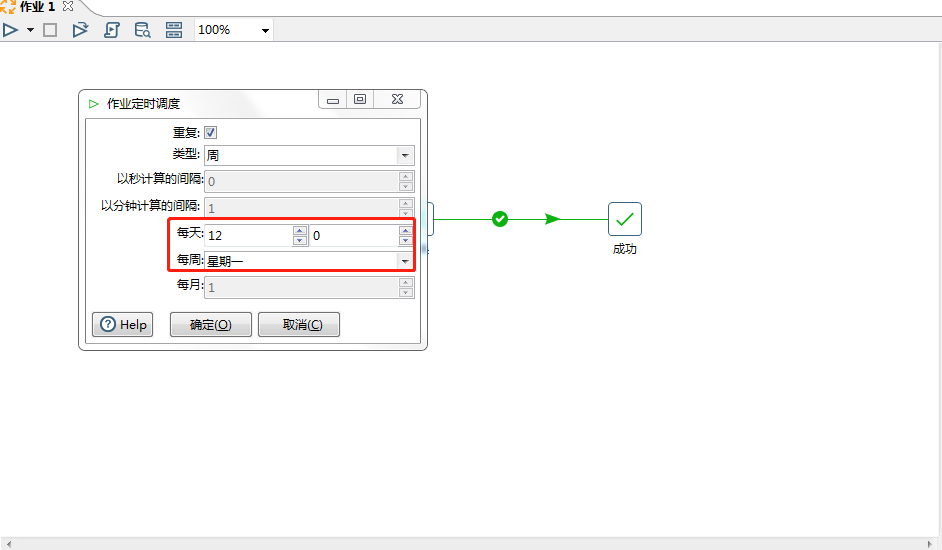 作业 1
100%
作业定时调度
重复:
类型: 周
以秒计算的间隔: 0
以分钟计算的间隔: 1
每天: 12 0
每周: 星期一
每月: 1
Help 确定(O) 取消(C)
成功